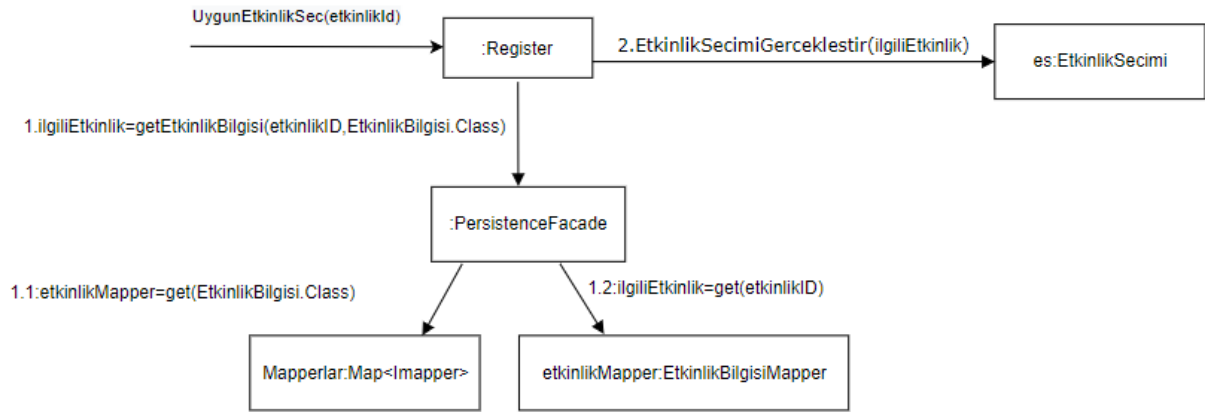 UygunEtkinlikSec(etkinlikId)
:Register
2.EtkinlikSecimiGerceklestir(ilgiliEtkinlik)
es:EtkinlikSecimi
1.ilgiliEtkinlik=getEtkinlikBilgisi(etkinlikID,EtkinlikBilgisi.Class)
:PersistenceFacade
1.1:etkinlikMapper=get(EtkinlikBilgisi.Class)
1.2:ilgiliEtkinlik=get(etkinlikID)
Mapperlar:Map<Imapper>
etkinlikMapper:EtkinlikBilgisiMapper